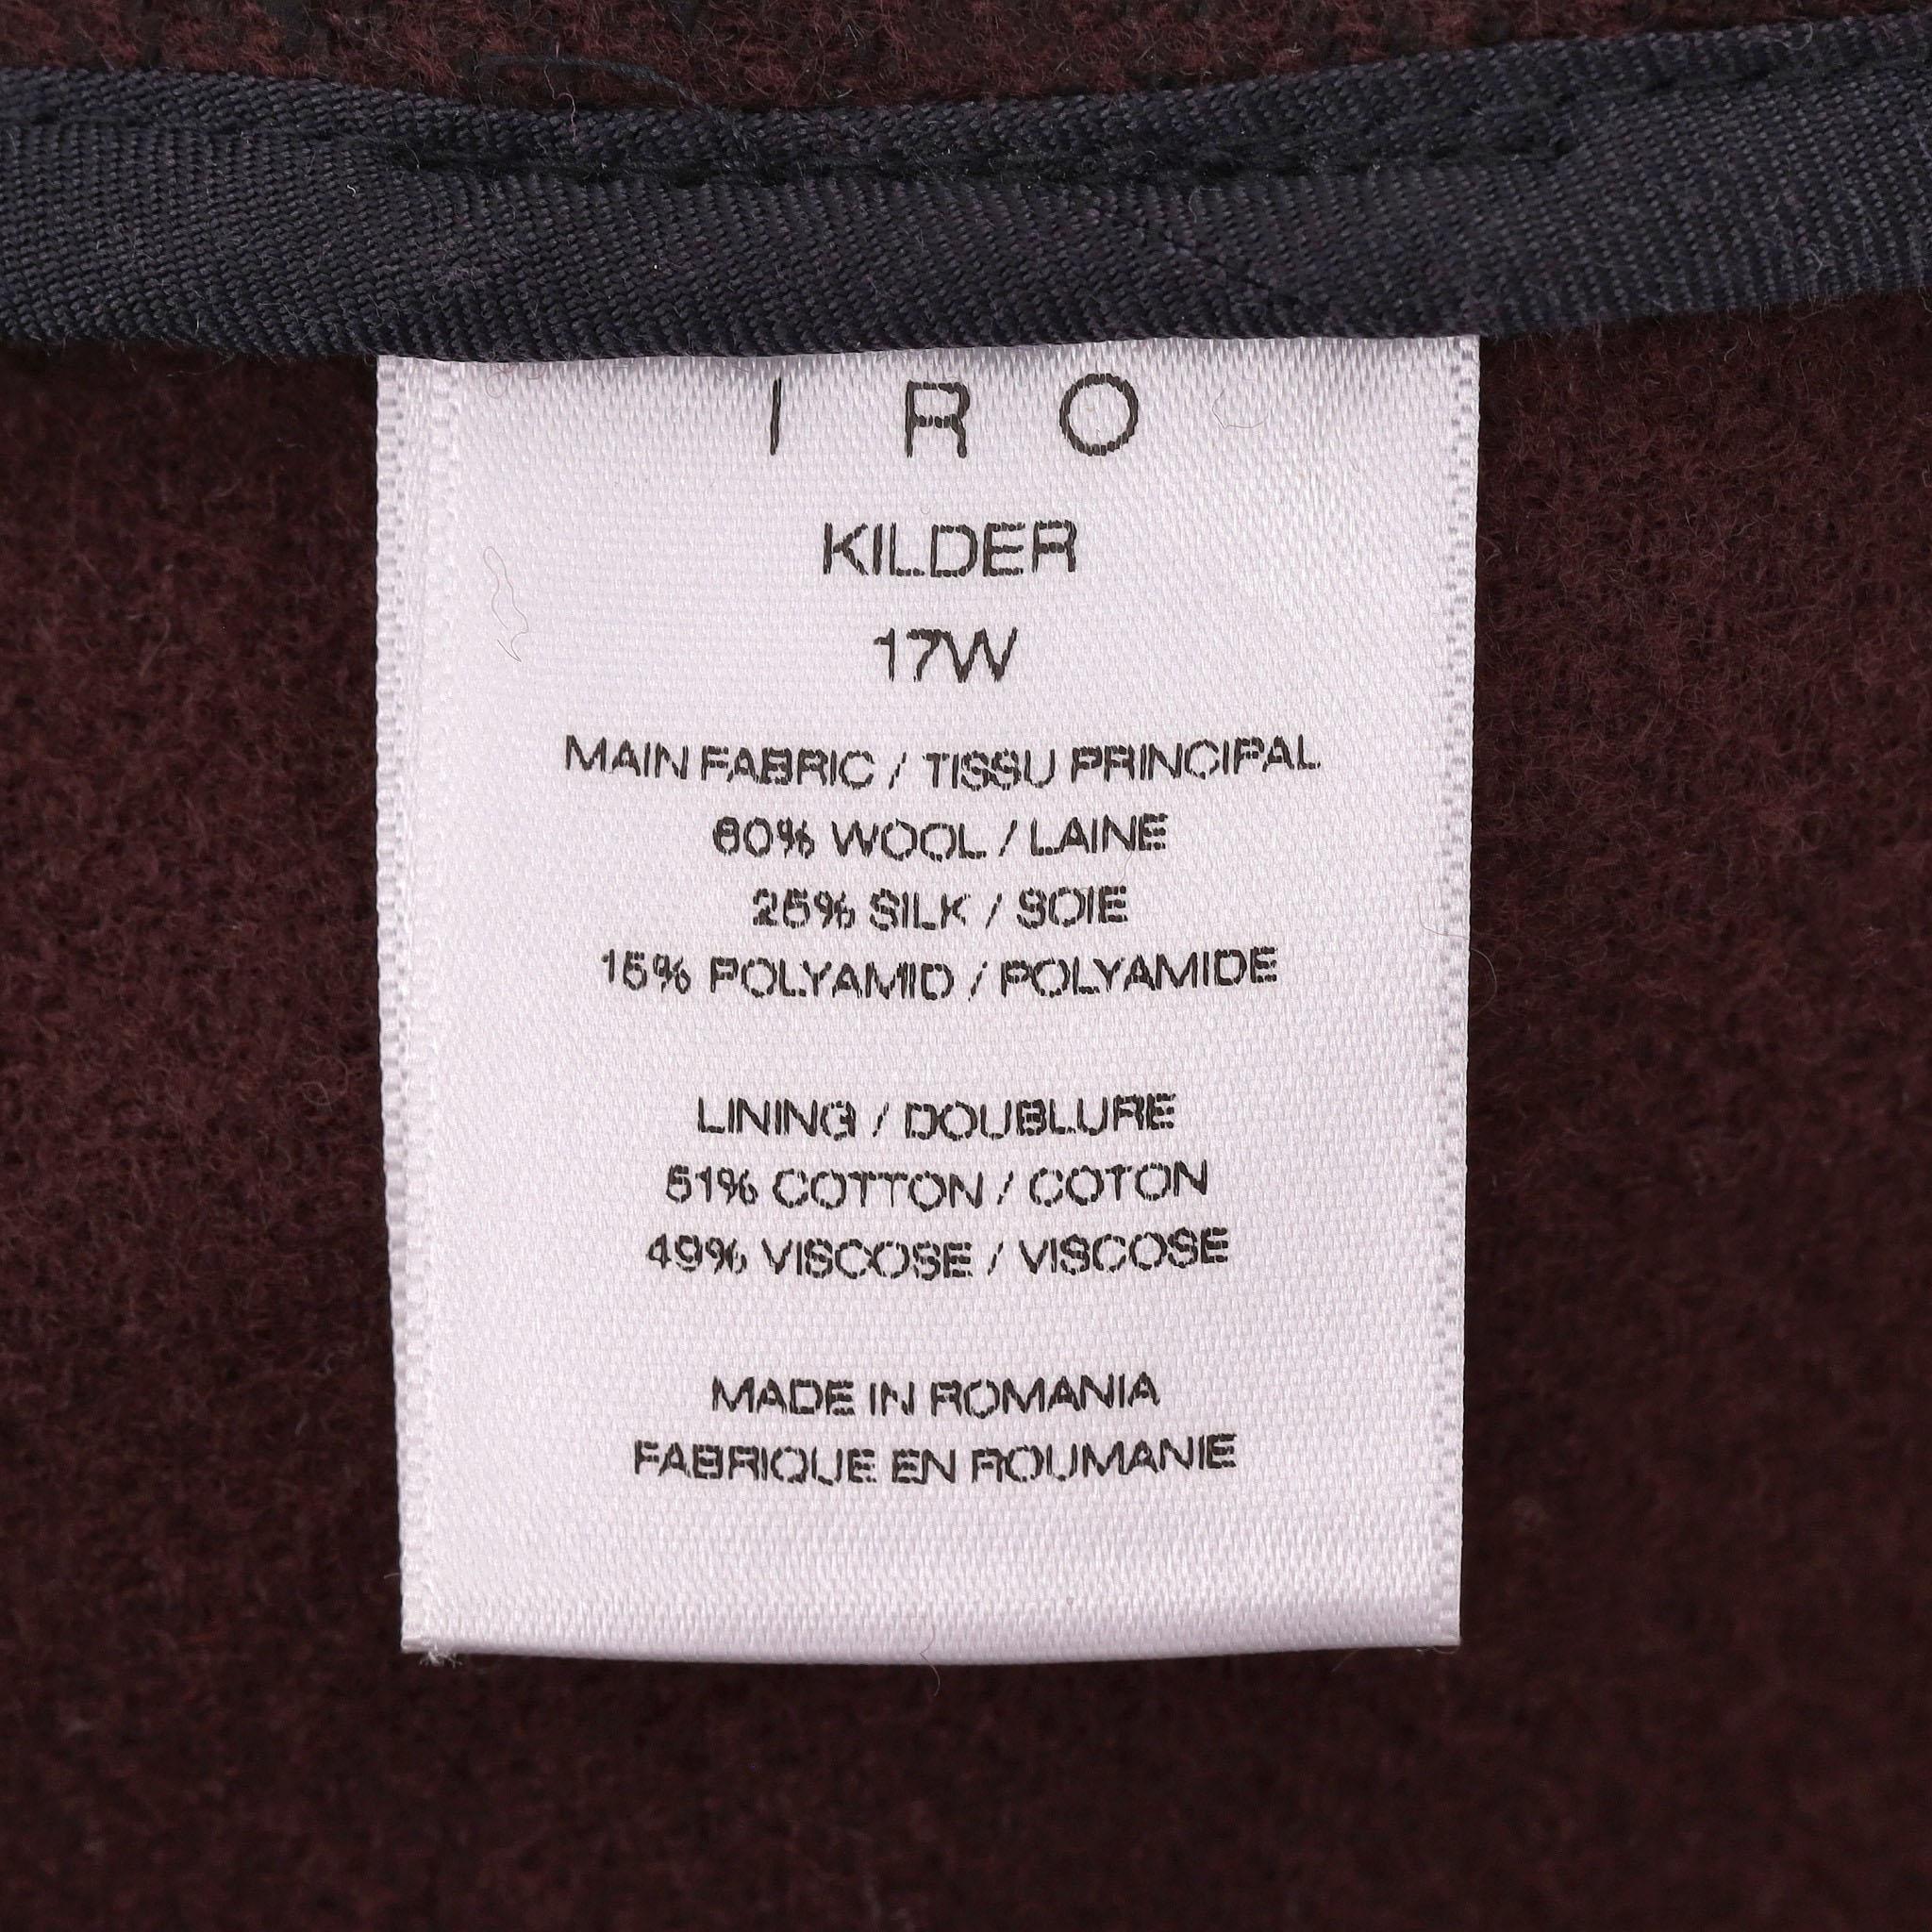 I R O
KILDER
17W
MAIN FABRIC / TISSU PRINCIPAL
60% WOOL / LAINE
25% SILK / SOIE
15% POLYAMID / POLYAMIDE
LINING / DOUBLURE
51% COTTON / COTON
49% VISCOSE / VISCOSE
MADE IN ROMANIA
FABRIQUE EN ROUMANIE